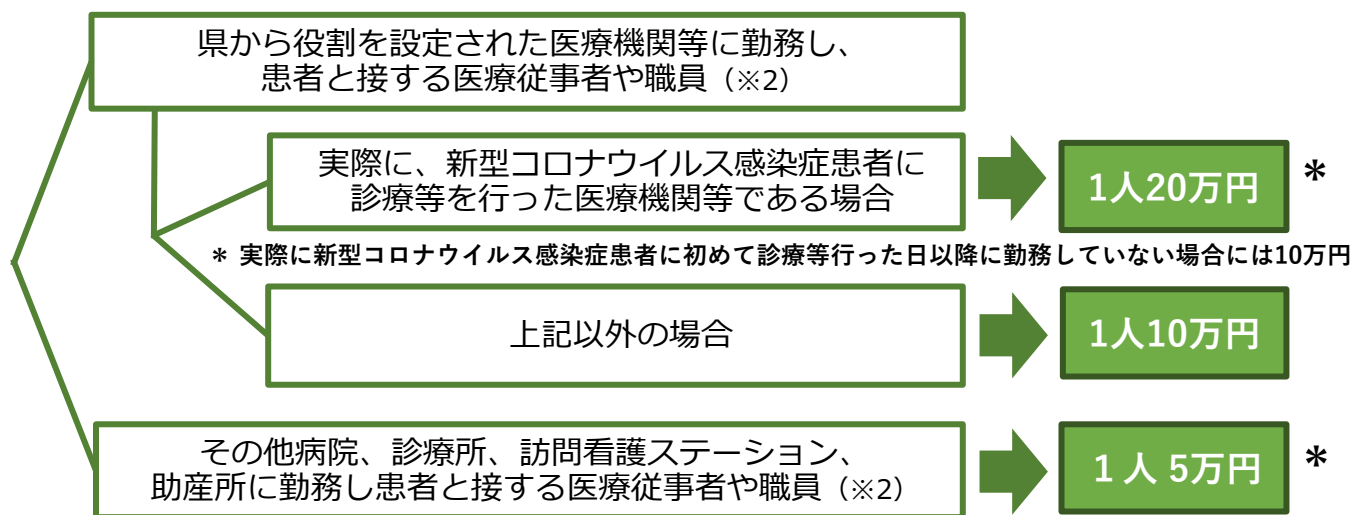 県から役割を設定された医療機関等に勤務し、
患者と接する医療従事者や職員（※2）
実際に、新型コロナウイルス感染症患者に
診療等を行った医療機関等である場合
1人20万円
*
* 実際に新型コロナウイルス感染症患者に初めて診療等行った日以降に勤務していない場合には10万円
上記以外の場合
1人10万円
その他病院、診療所、訪問看護ステーション、
助産所に勤務し患者と接する医療従事者や職員（※2）
1 人 5万円
*